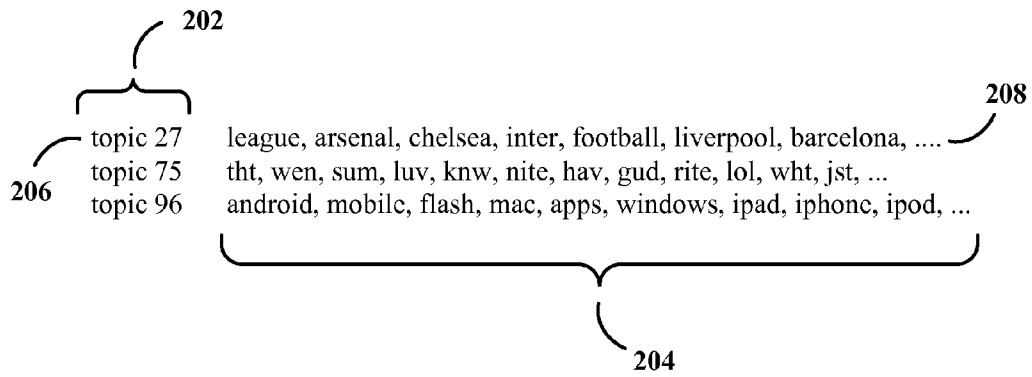 202
208
topic 27 league, arsenal, chelsea, inter, football, liverpool, barcelona, ....
206
topic 75 tht, wen, sum, luv, knw, nite, hav, gud, rite, lol, wht, jst, ...
topic 96 android, mobile, flash, mac, apps, windows, ipad, iphone, ipod, ...
204